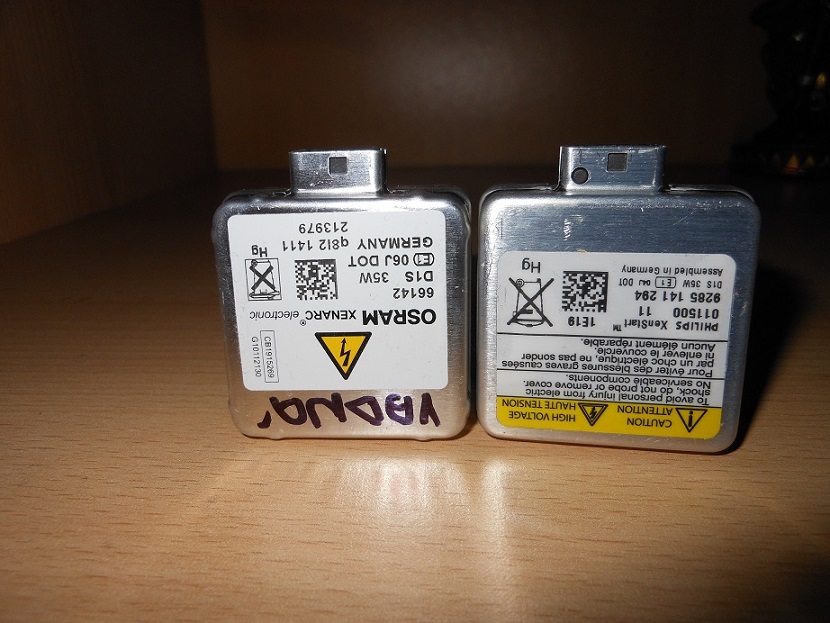 VADNÁ
G10112130
CB1915269
OSRAM XENARC® electronic
66142
D1S 35W
E1 06J DOT
GERMANY q8I2 1411
213979
Hg
CAUTION HIGH VOLTAGE
ATTENTION HAUTE TENSION
To avoid personal injury from electric
shock, do not remove or probe cover.
No serviceable components.
Pour éviter des blessures graves causées
par un choc électrique, ne pas sonder
ni enlever le couvercle.
Aucun élément réparable.
PHILIPS XenStart™
011500 11 1E19
9285 141 294
D1S 35W E1 06J DOT
Assembled in Germany
Hg